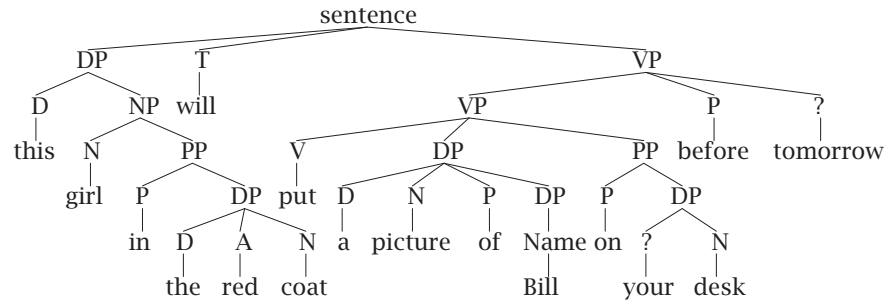 sentence
DP T VP
D NP will VP P ?
this N PP V DP PP before tomorrow
girl P DP put D N P DP P DP
in D A N a picture of Name on ? N
the red coat Bill your desk